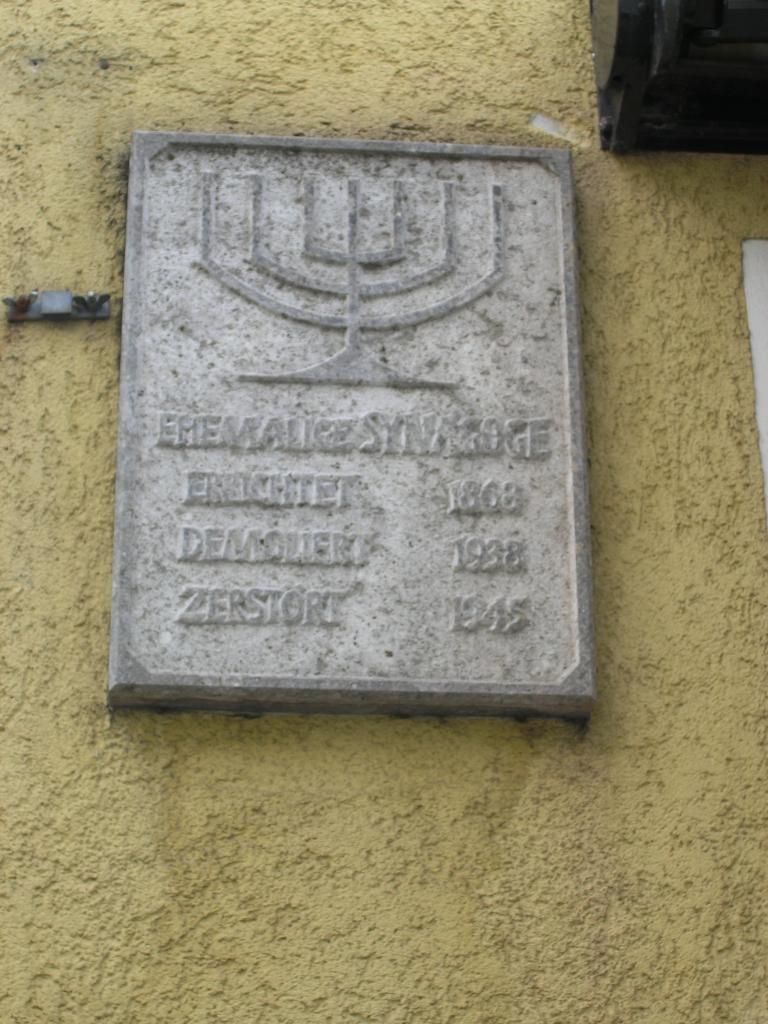 EHEMALIGE SYNAGOGE
ERRICHTET 1868
DEMOLIERT 1938
ZERSTÖRT 1945